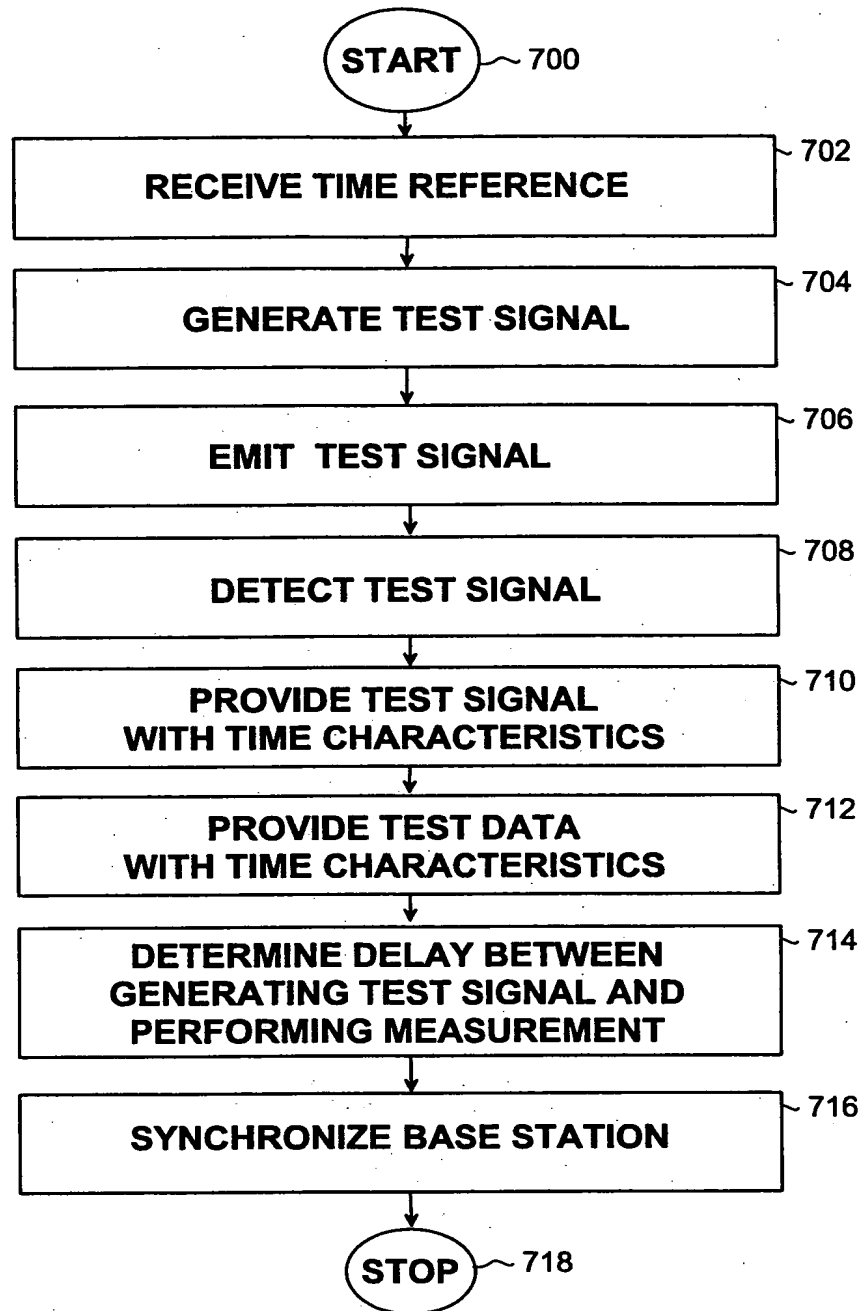 START
700
702
RECEIVE TIME REFERENCE
704
GENERATE TEST SIGNAL
706
EMIT TEST SIGNAL
708
DETECT TEST SIGNAL
710
PROVIDE TEST SIGNAL
WITH TIME CHARACTERISTICS
712
PROVIDE TEST DATA
WITH TIME CHARACTERISTICS
714
DETERMINE DELAY BETWEEN
GENERATING TEST SIGNAL AND
PERFORMING MEASUREMENT
716
SYNCHRONIZE BASE STATION
STOP
718